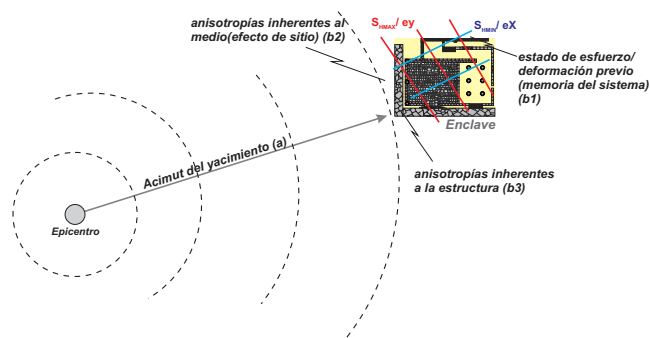 anisotropías inherentes al
medio(efecto de sitio) (b2)
SHMAX/ ey
SHMIN/ eX
estado de esfuerzo/
deformación previo
(memoria del sistema)
(b1)
Enclave
anisotropías inherentes
a la estructura (b3)
Acimut del yacimiento (a)
Epicentro